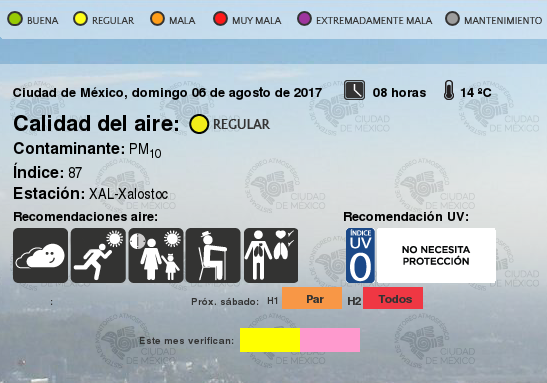 BUENA REGULAR MALA MUY MALA EXTREMADAMENTE MALA MANTENIMIENTO
Ciudad de México, domingo 06 de agosto de 2017 08 horas 14 ºC
Calidad del aire: REGULAR
Contaminante: PM10
Índice: 87
Estación: XAL-Xalostoc
Recomendaciones aire: Recomendación UV:
ÍNDICE
UV
0
NO NECESITA
PROTECCIÓN
: Próx. sábado: H1 Par H2 Todos
Este mes verifican:
CIUDAD
DE MÉXICO